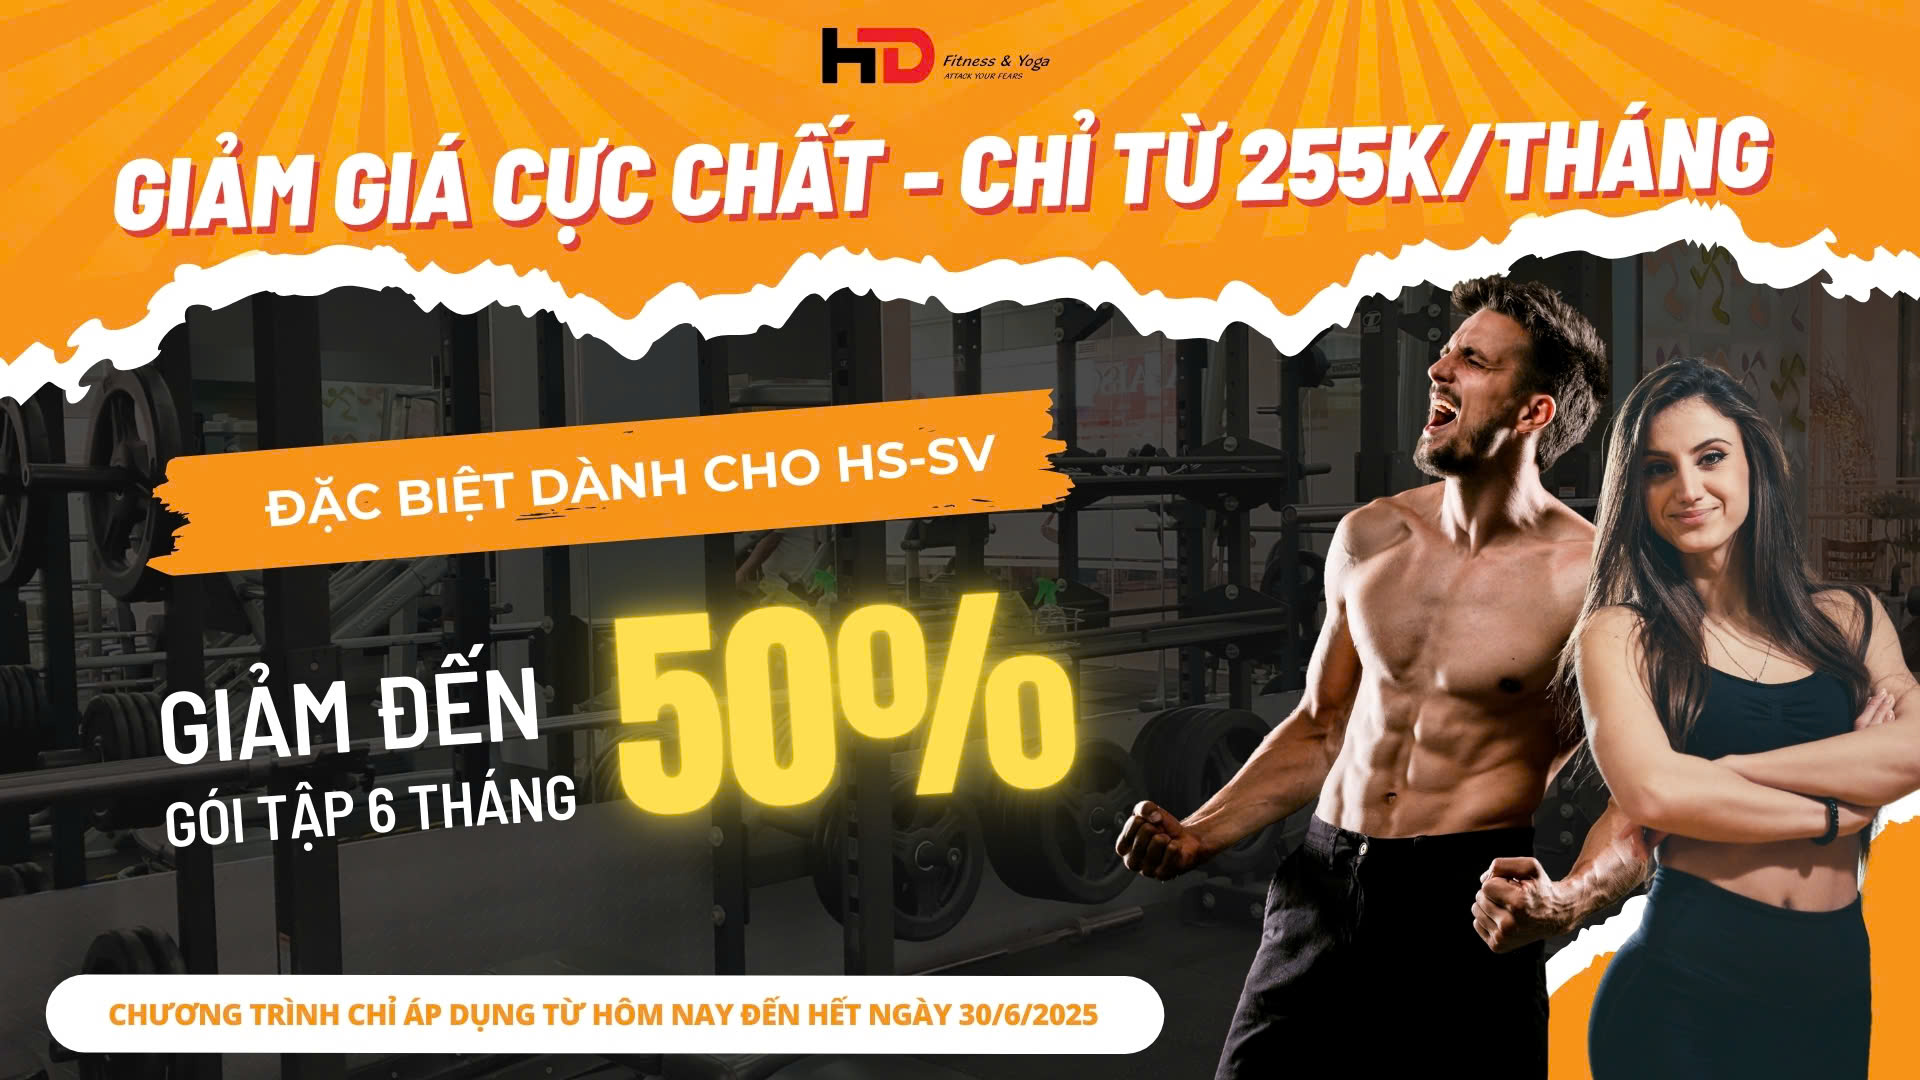 HD
Fitness & Yoga
ATTACK YOUR FEARS
GIẢM GIÁ CỰC CHẤT - CHỈ TỪ 255K/THÁNG
ĐẶC BIỆT DÀNH CHO HS-SV
GIẢM ĐẾN 50%
GÓI TẬP 6 THÁNG
CHƯƠNG TRÌNH CHỈ ÁP DỤNG TỪ HÔM NAY ĐẾN HẾT NGÀY 30/6/2025